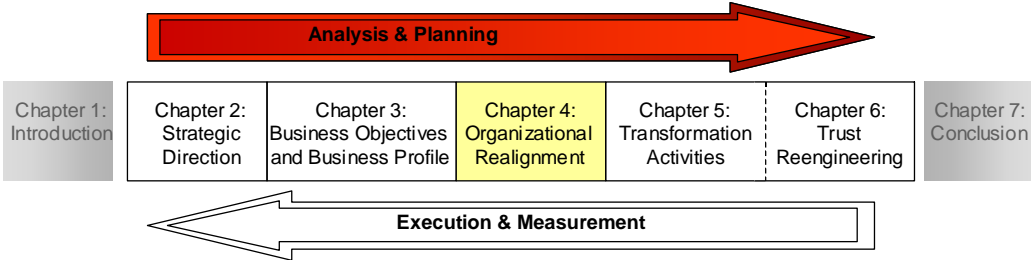 Analysis & Planning
Chapter 1:
Introduction
Chapter 2:
Strategic
Direction
Chapter 3:
Business Objectives
and Business Profile
Chapter 4:
Organizational
Realignment
Chapter 5:
Transformation
Activities
Chapter 6:
Trust
Reengineering
Chapter 7:
Conclusion
Execution & Measurement